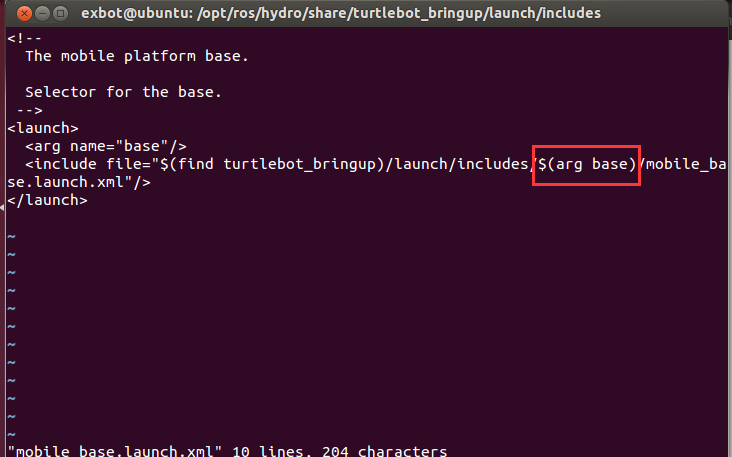 exbot@ubuntu: /opt/ros/hydro/share/turtlebot_bringup/launch/includes
<!--
  The mobile platform base.

  Selector for the base.
 -->
<launch>
  <arg name="base"/>
  <include file="$(find turtlebot_bringup)/launch/includes/$(arg base)/mobile_ba
se.launch.xml"/>
</launch>
~
~
~
~
~
~
~
~
~
~
~
~
"mobile_base.launch.xml" 10 lines, 204 characters